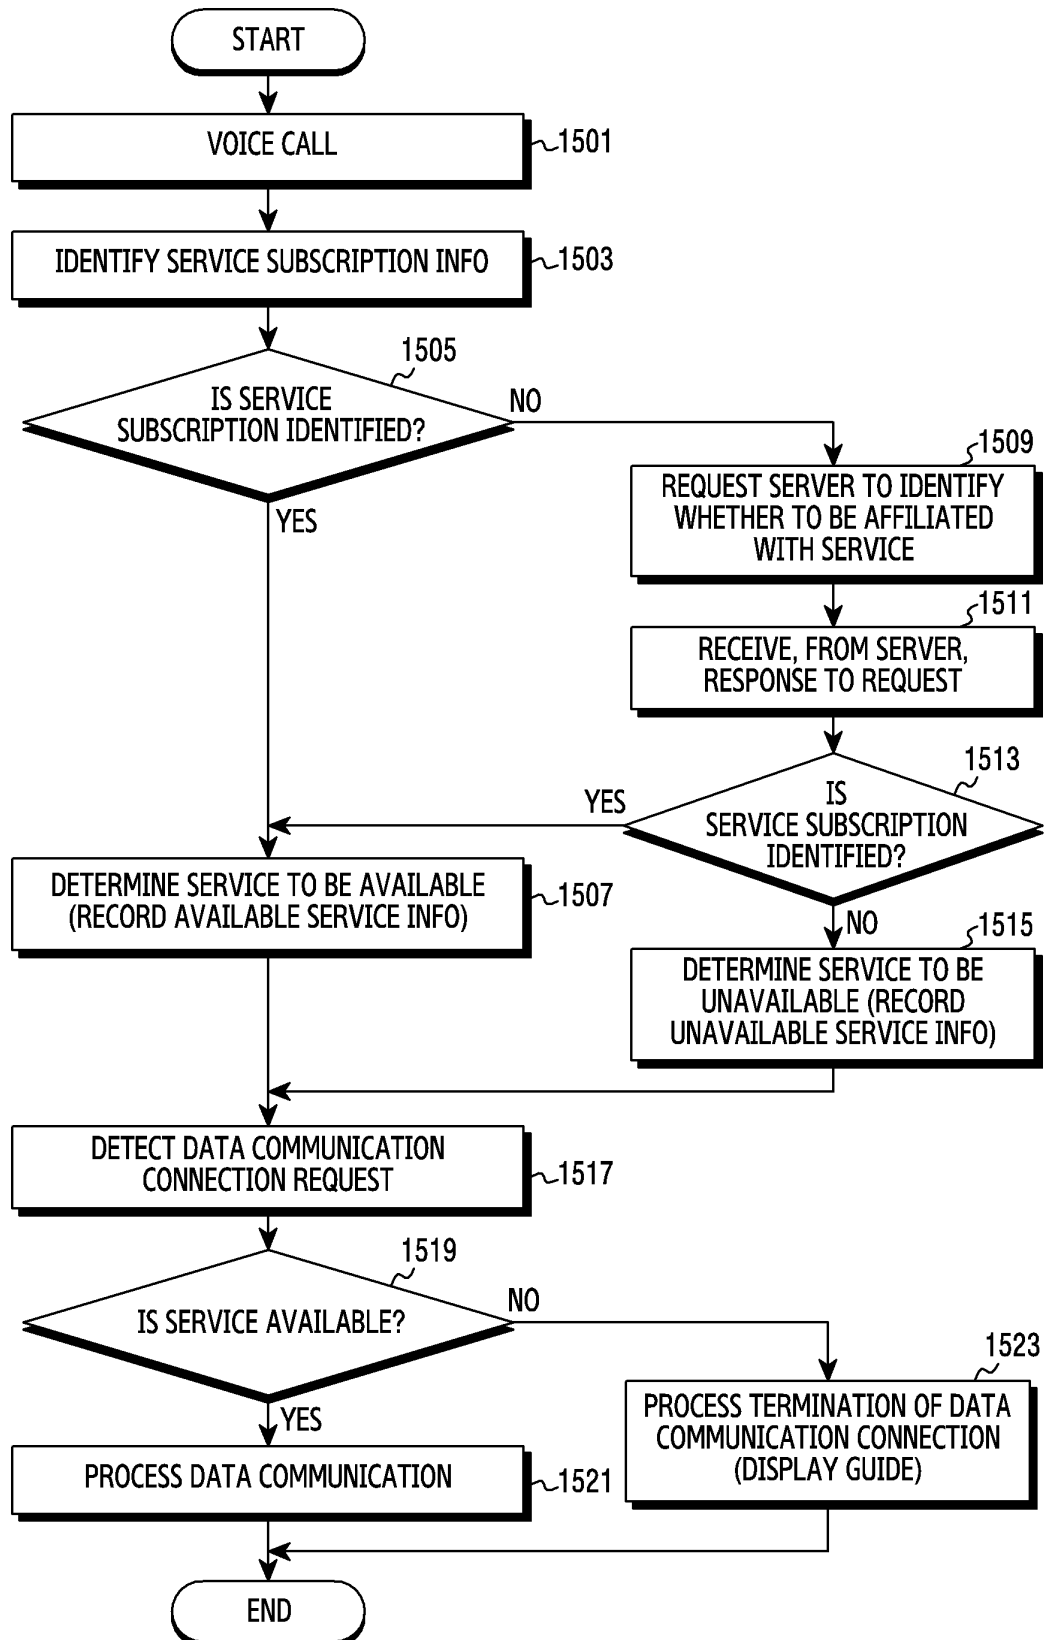 START
VOICE CALL
1501
IDENTIFY SERVICE SUBSCRIPTION INFO
1503
1505
IS SERVICE
SUBSCRIPTION IDENTIFIED?
NO
YES
1509
REQUEST SERVER TO IDENTIFY
WHETHER TO BE AFFILIATED
WITH SERVICE
1511
RECEIVE, FROM SERVER,
RESPONSE TO REQUEST
1513
IS
SERVICE SUBSCRIPTION
IDENTIFIED?
YES
NO
DETERMINE SERVICE TO BE AVAILABLE
(RECORD AVAILABLE SERVICE INFO)
1507
1515
DETERMINE SERVICE TO BE
UNAVAILABLE (RECORD
UNAVAILABLE SERVICE INFO)
DETECT DATA COMMUNICATION
CONNECTION REQUEST
1517
1519
IS SERVICE AVAILABLE?
NO
YES
1523
PROCESS TERMINATION OF DATA
COMMUNICATION CONNECTION
(DISPLAY GUIDE)
PROCESS DATA COMMUNICATION
1521
END